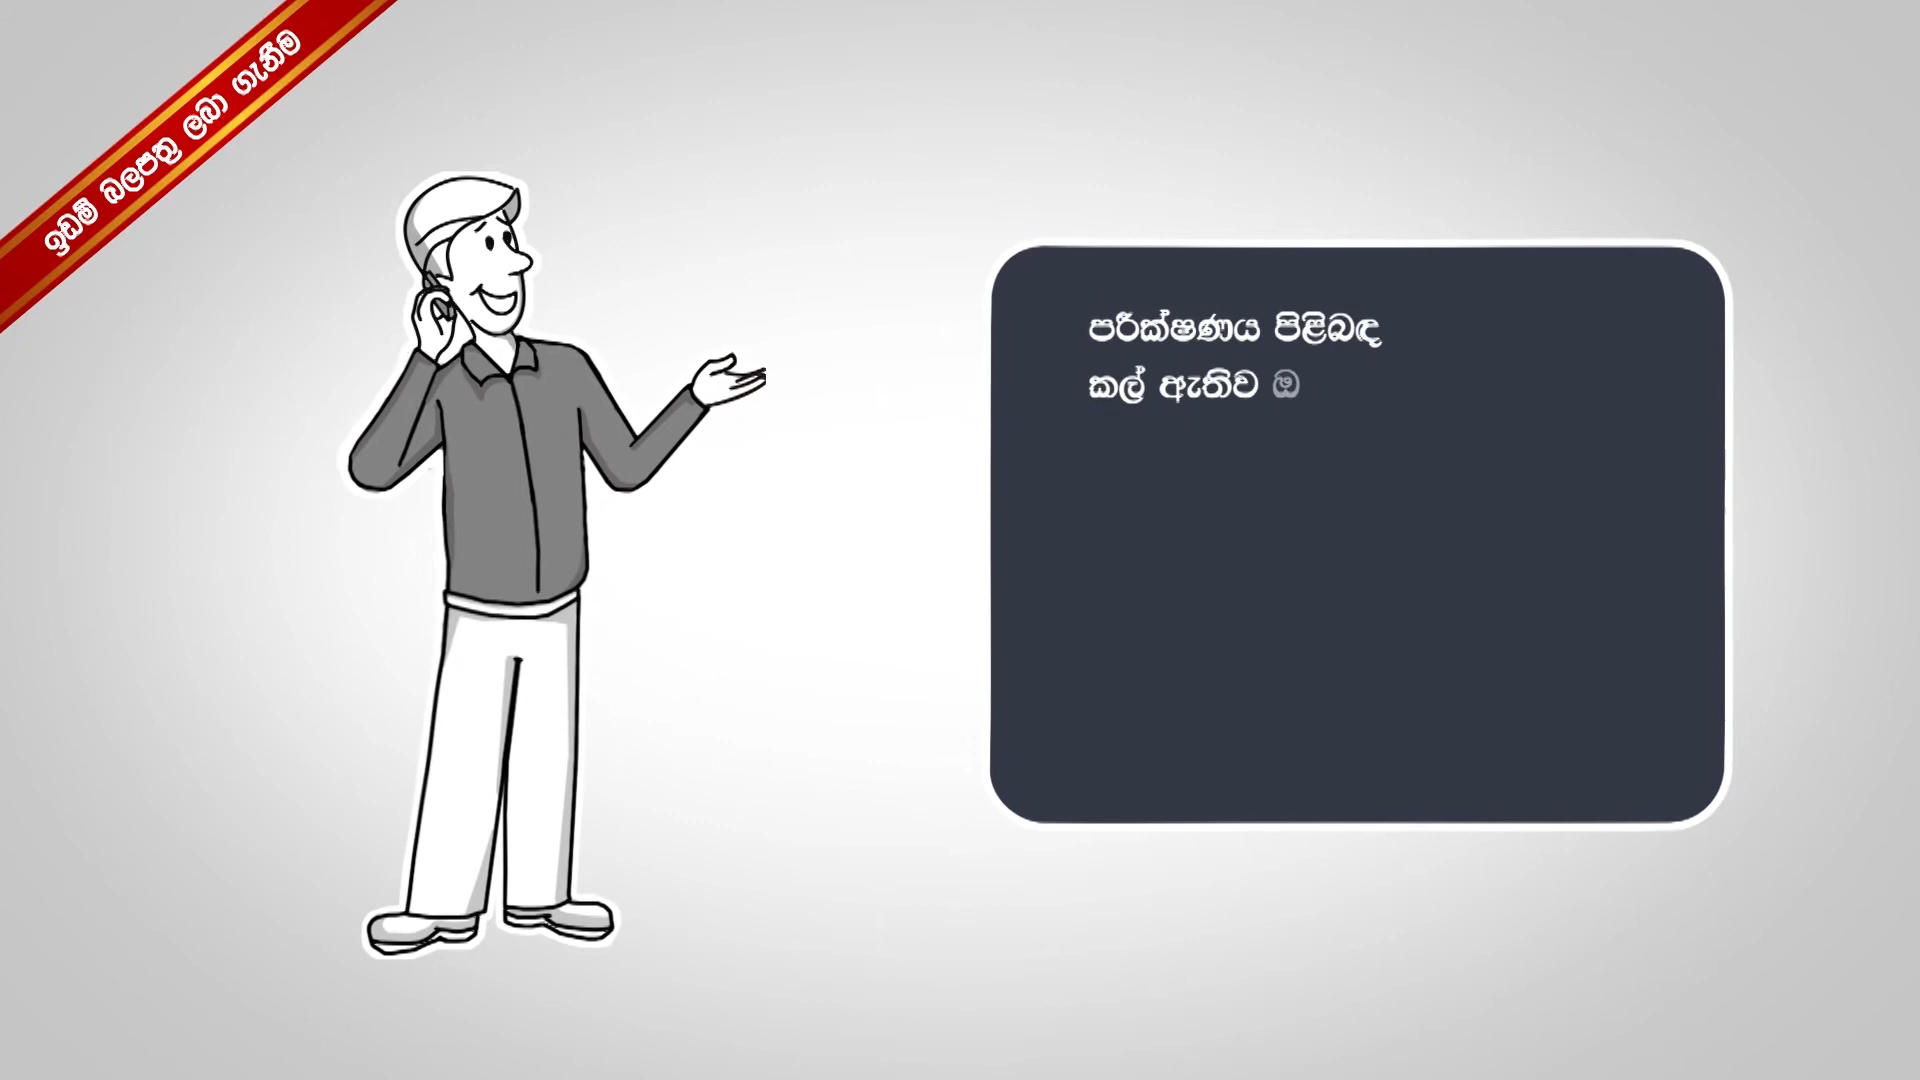 ඉඩම් බලපත්‍ර ලබා ගැනීම
පරීක්ෂණය පිළිබඳ
කල් ඇතිව ඔ